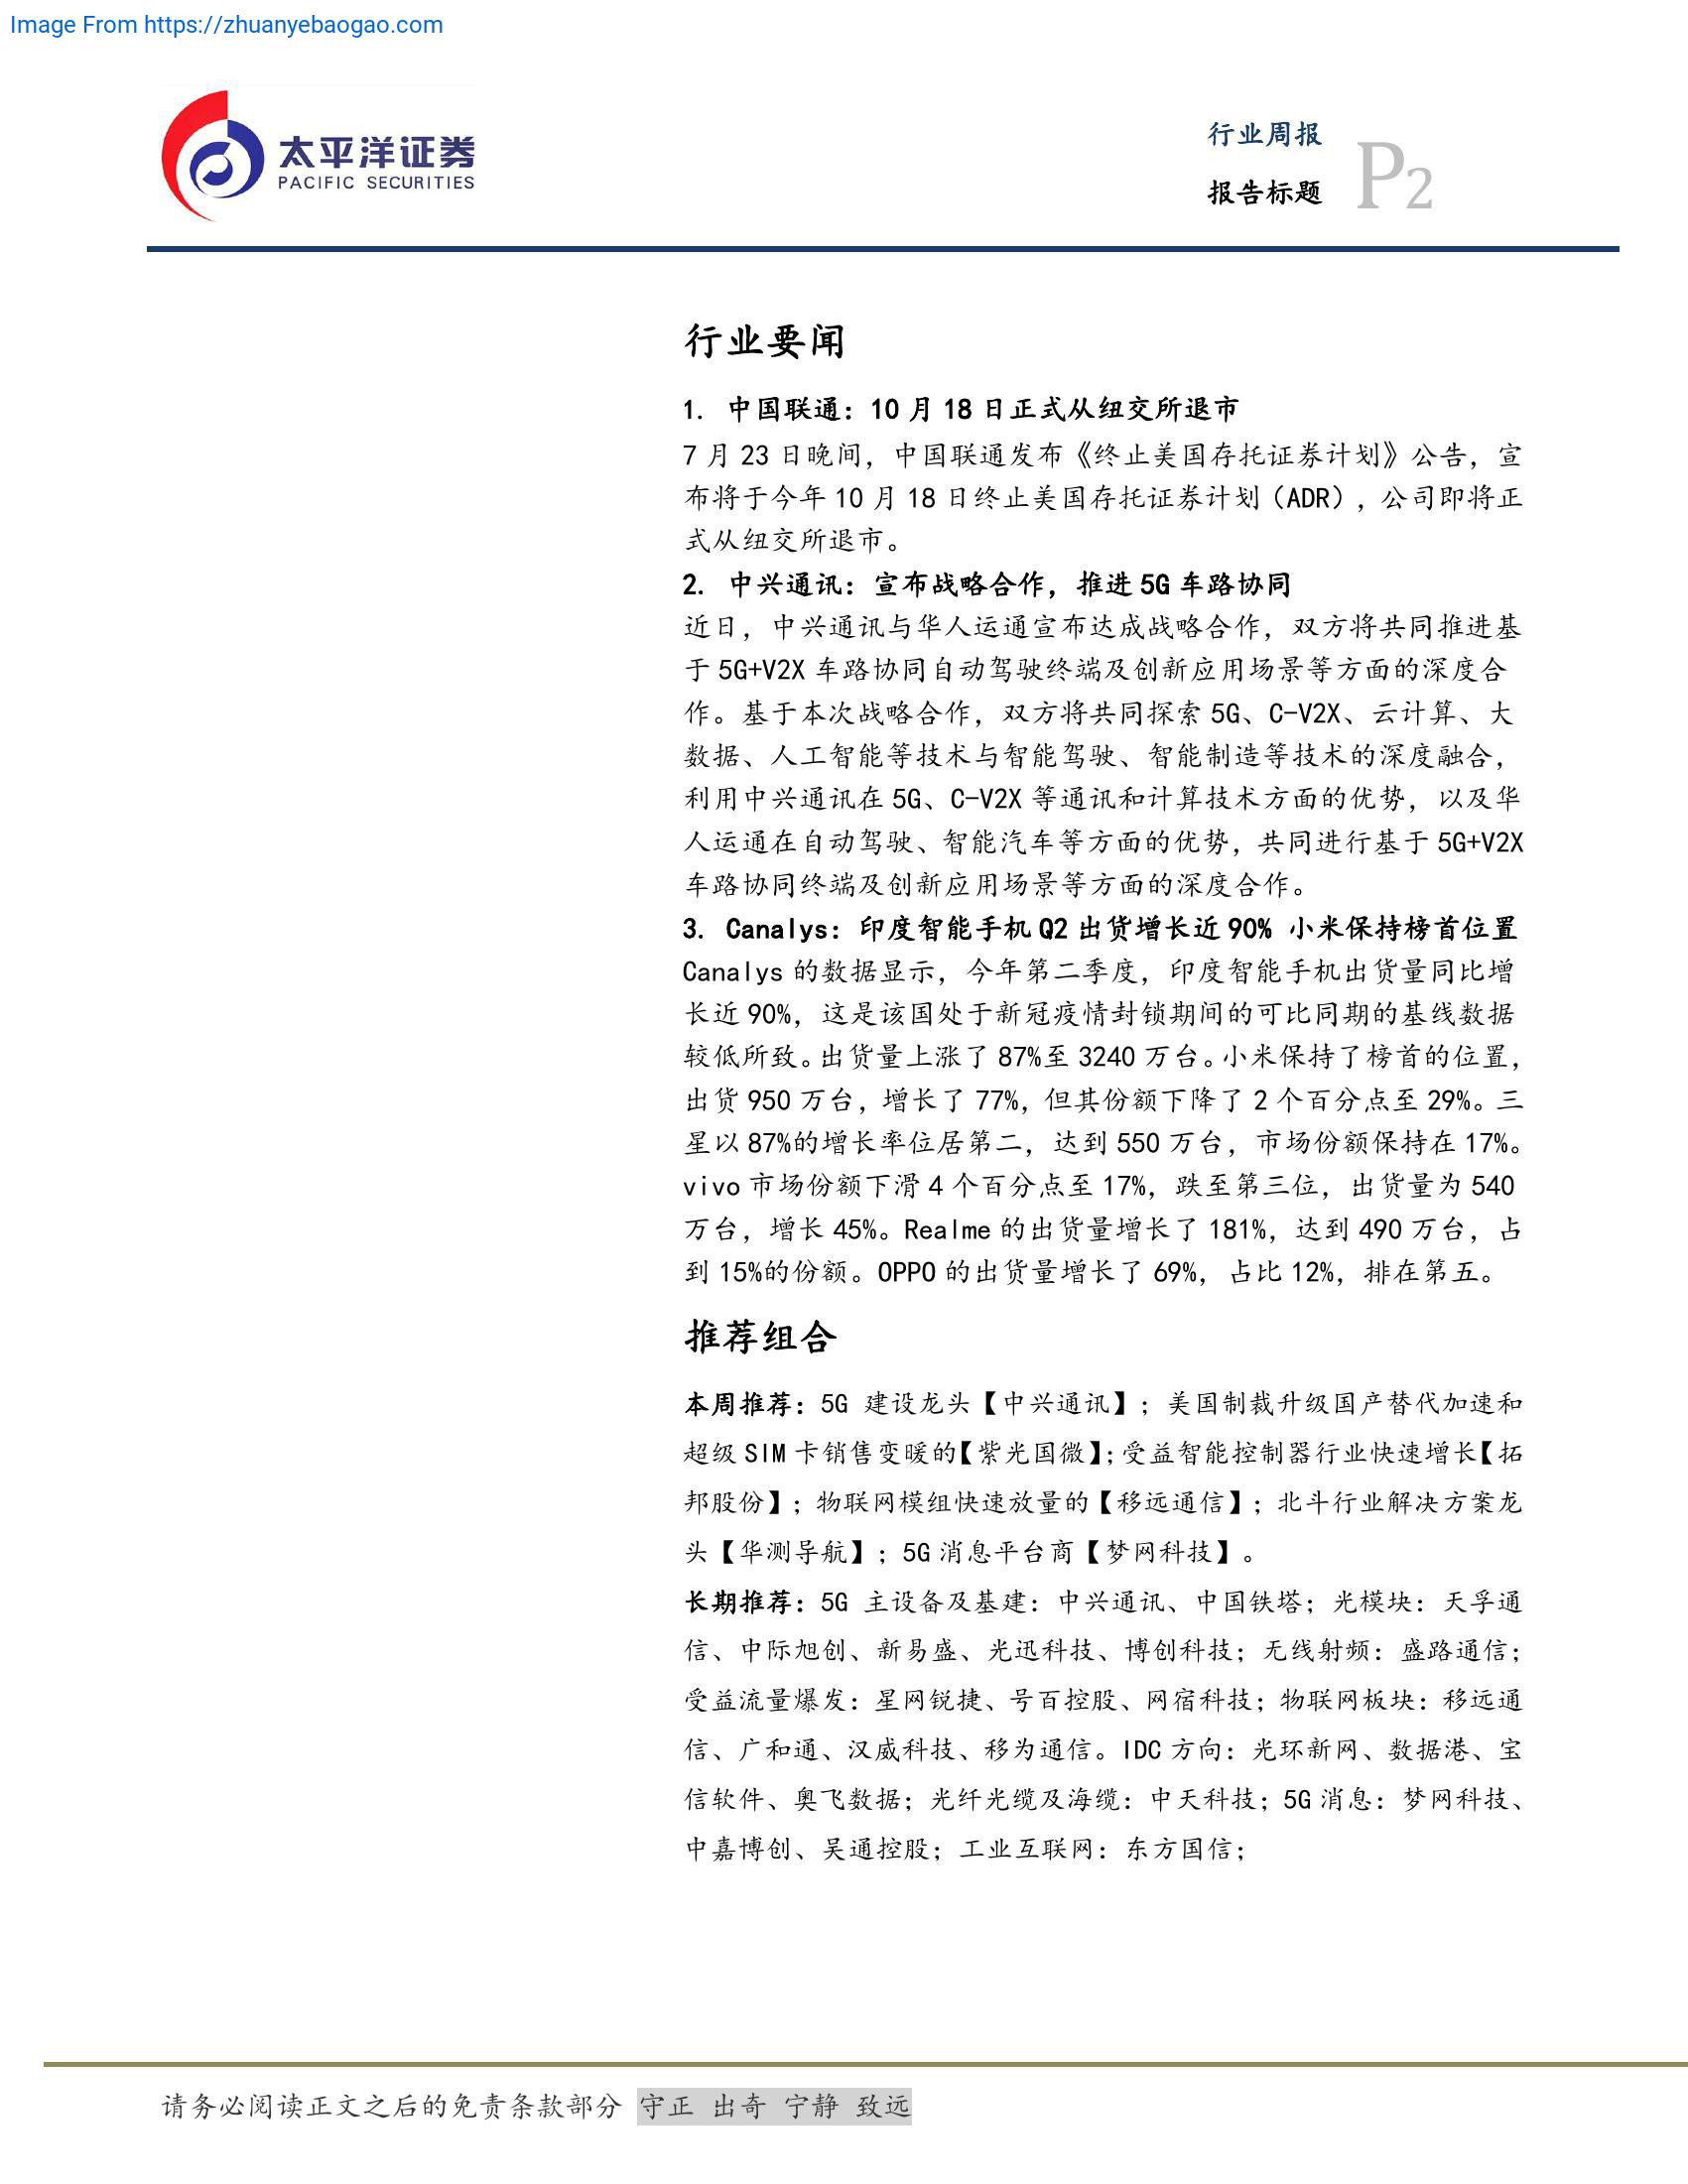 Image From https://zhuanyebaogao.com
太平洋证券
PACIFIC SECURITIES
行业周报
报告标题
P2
行业要闻
1. 中国联通：10 月 18 日正式从纽交所退市
7 月 23 日晚间，中国联通发布《终止美国存托证券计划》公告，宣
布将于今年 10 月 18 日终止美国存托证券计划（ADR），公司即将正
式从纽交所退市。
2. 中兴通讯：宣布战略合作，推进 5G 车路协同
近日，中兴通讯与华人运通宣布达成战略合作，双方将共同推进基
于 5G+V2X 车路协同自动驾驶终端及创新应用场景等方面的深度合
作。基于本次战略合作，双方将共同探索 5G、C-V2X、云计算、大
数据、人工智能等技术与智能驾驶、智能制造等技术的深度融合，
利用中兴通讯在 5G、C-V2X 等通讯和计算技术方面的优势，以及华
人运通在自动驾驶、智能汽车等方面的优势，共同进行基于 5G+V2X
车路协同终端及创新应用场景等方面的深度合作。
3. Canalys：印度智能手机 Q2 出货增长近 90% 小米保持榜首位置
Canalys 的数据显示，今年第二季度，印度智能手机出货量同比增
长近 90%，这是该国处于新冠疫情封锁期间的可比同期的基线数据
较低所致。出货量上涨了 87%至 3240 万台。小米保持了榜首的位置，
出货 950 万台，增长了 77%，但其份额下降了 2 个百分点至 29%。三
星以 87%的增长率位居第二，达到 550 万台，市场份额保持在 17%。
vivo 市场份额下滑 4 个百分点至 17%，跌至第三位，出货量为 540
万台，增长 45%。Realme 的出货量增长了 181%，达到 490 万台，占
到 15%的份额。OPPO 的出货量增长了 69%，占比 12%，排在第五。
推荐组合
本周推荐：5G 建设龙头【中兴通讯】；美国制裁升级国产替代加速和
超级 SIM 卡销售变暖的【紫光国微】；受益智能控制器行业快速增长【拓
邦股份】；物联网模组快速放量的【移远通信】；北斗行业解决方案龙
头【华测导航】；5G 消息平台商【梦网科技】。
长期推荐：5G 主设备及基建：中兴通讯、中国铁塔；光模块：天孚通
信、中际旭创、新易盛、光迅科技、博创科技；无线射频：盛路通信；
受益流量爆发：星网锐捷、号百控股、网宿科技；物联网板块：移远通
信、广和通、汉威科技、移为通信。IDC 方向：光环新网、数据港、宝
信软件、奥飞数据；光纤光缆及海缆：中天科技；5G 消息：梦网科技、
中嘉博创、吴通控股；工业互联网：东方国信；
请务必阅读正文之后的免责条款部分 守正 出奇 宁静 致远